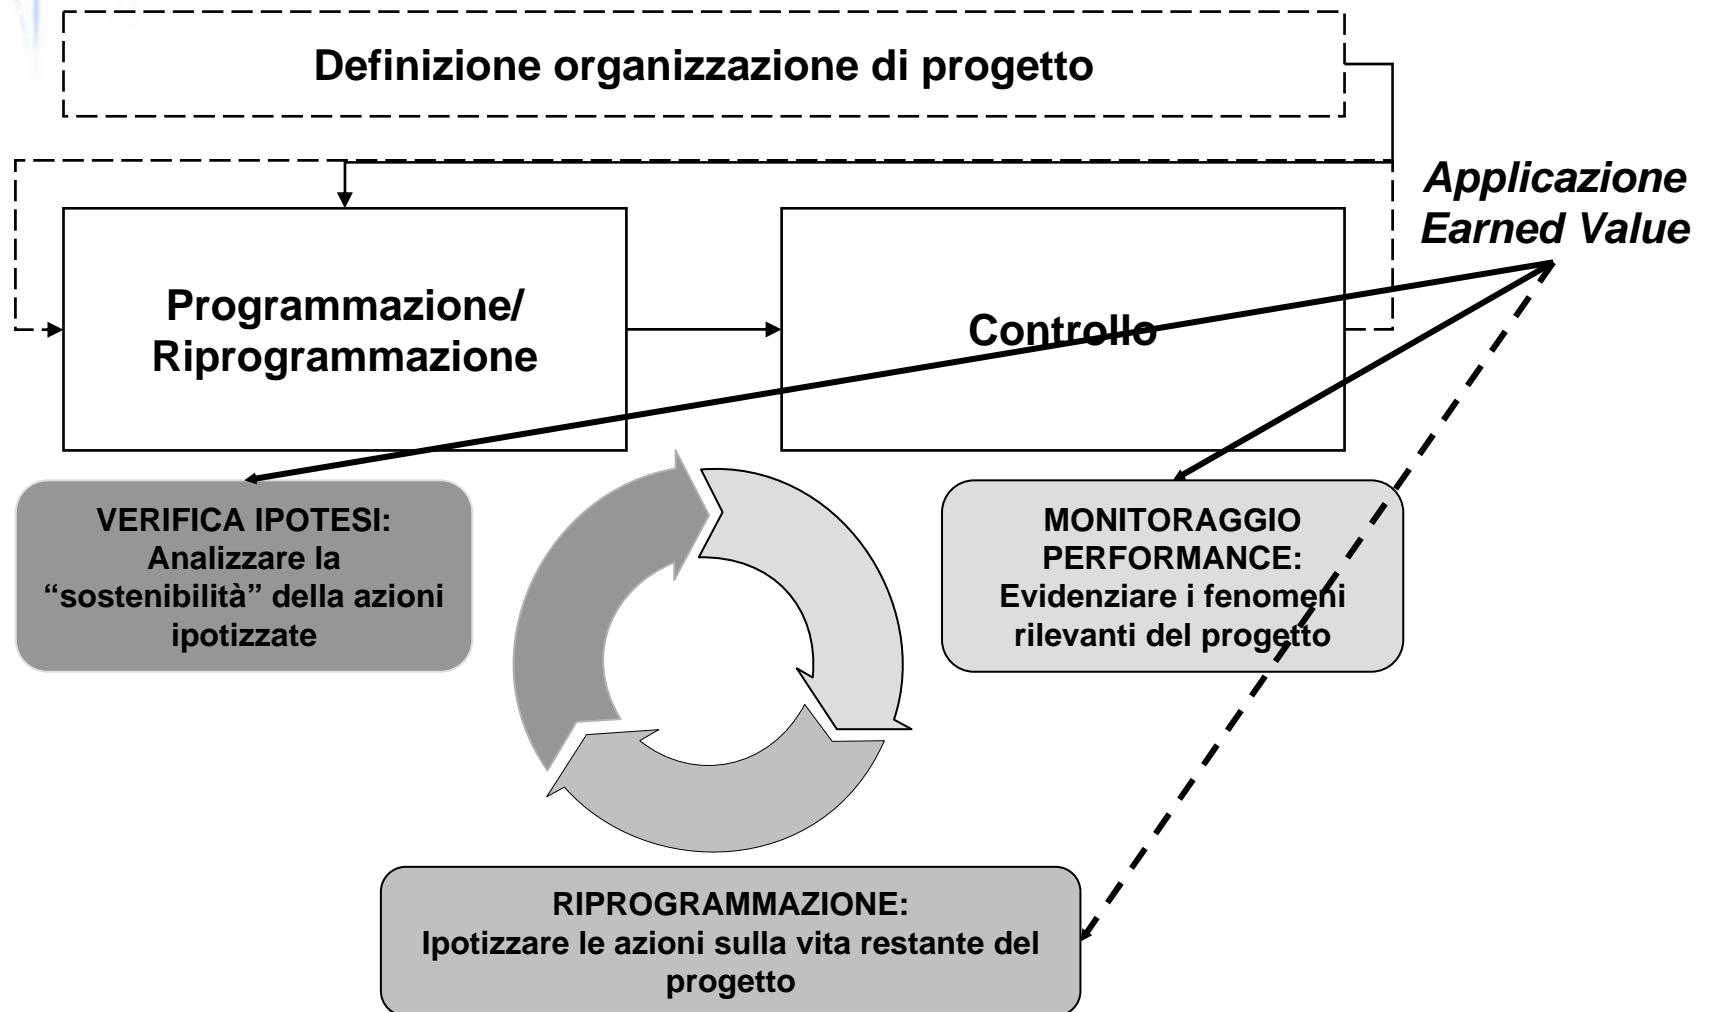 Definizione organizzazione di progetto
Applicazione
Earned Value
Programmazione/
Riprogrammazione
Controllo
VERIFICA IPOTESI:
Analizzare la
“sostenibilità” della azioni
ipotizzate
MONITORAGGIO
PERFORMANCE:
Evidenziare i fenomeni
rilevanti del progetto
RIPROGRAMMAZIONE:
Ipotizzare le azioni sulla vita restante del
progetto